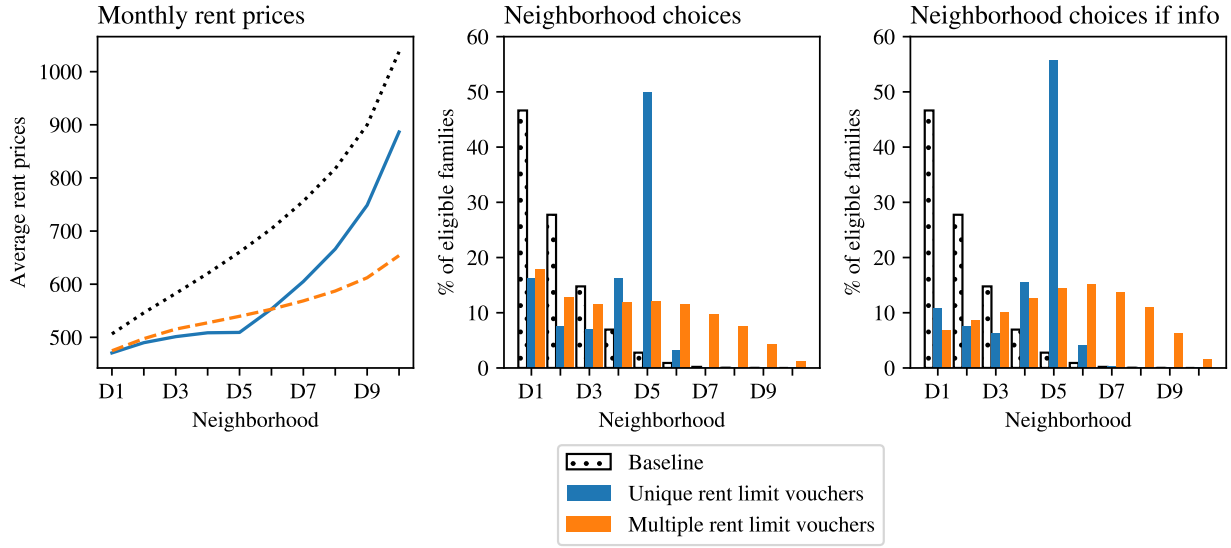 Monthly rent prices
Average rent prices
1000
900
800
700
600
500
D1 D3 D5 D7 D9
Neighborhood
Neighborhood choices
% of eligible families
60
50
40
30
20
10
0
D1 D3 D5 D7 D9
Neighborhood
Neighborhood choices if info
% of eligible families
60
50
40
30
20
10
0
D1 D3 D5 D7 D9
Neighborhood
Baseline
Unique rent limit vouchers
Multiple rent limit vouchers